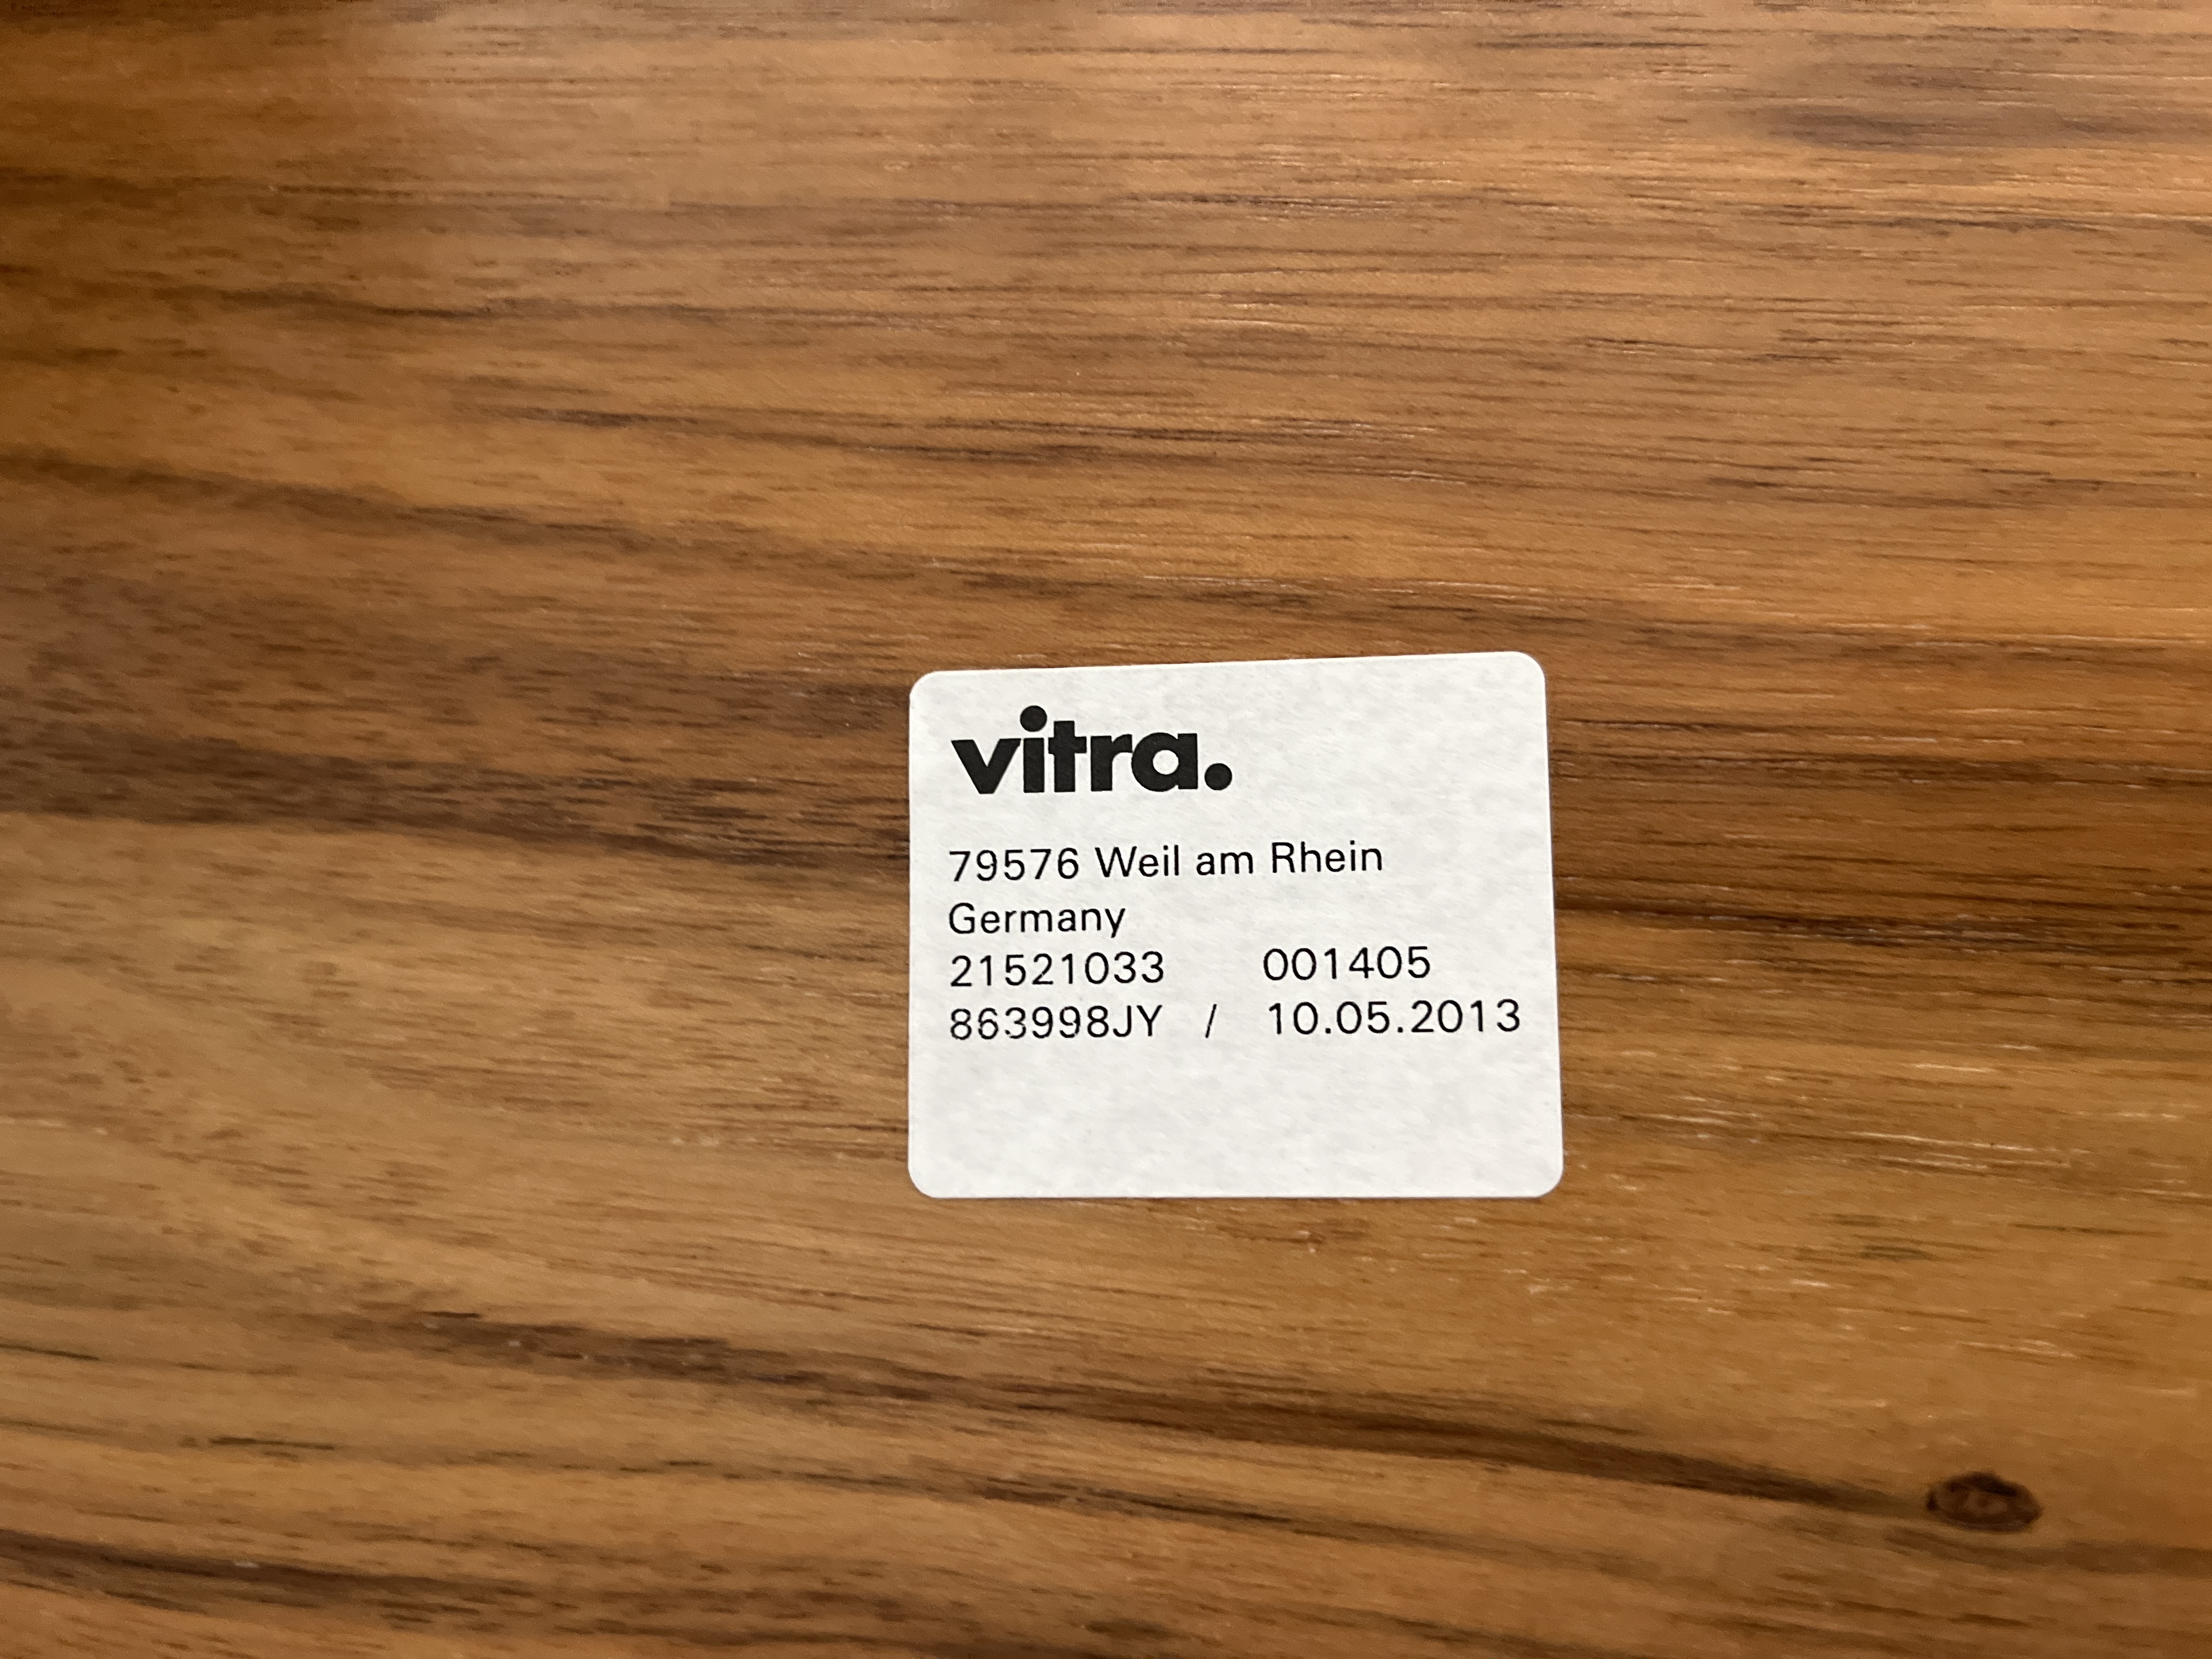 vitra.
79576 Weil am Rhein
Germany
21521033 001405
863998JY / 10.05.2013